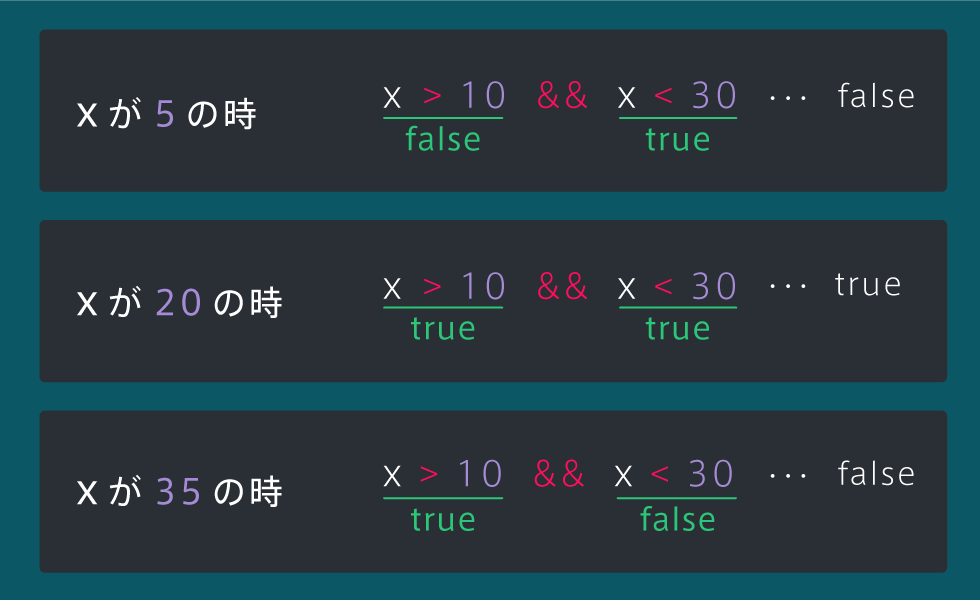 x が 5 の時 x > 10 && x < 30 ··· false
false true
x が 20 の時 x > 10 && x < 30 ··· true
true true
x が 35 の時 x > 10 && x < 30 ··· false
true false